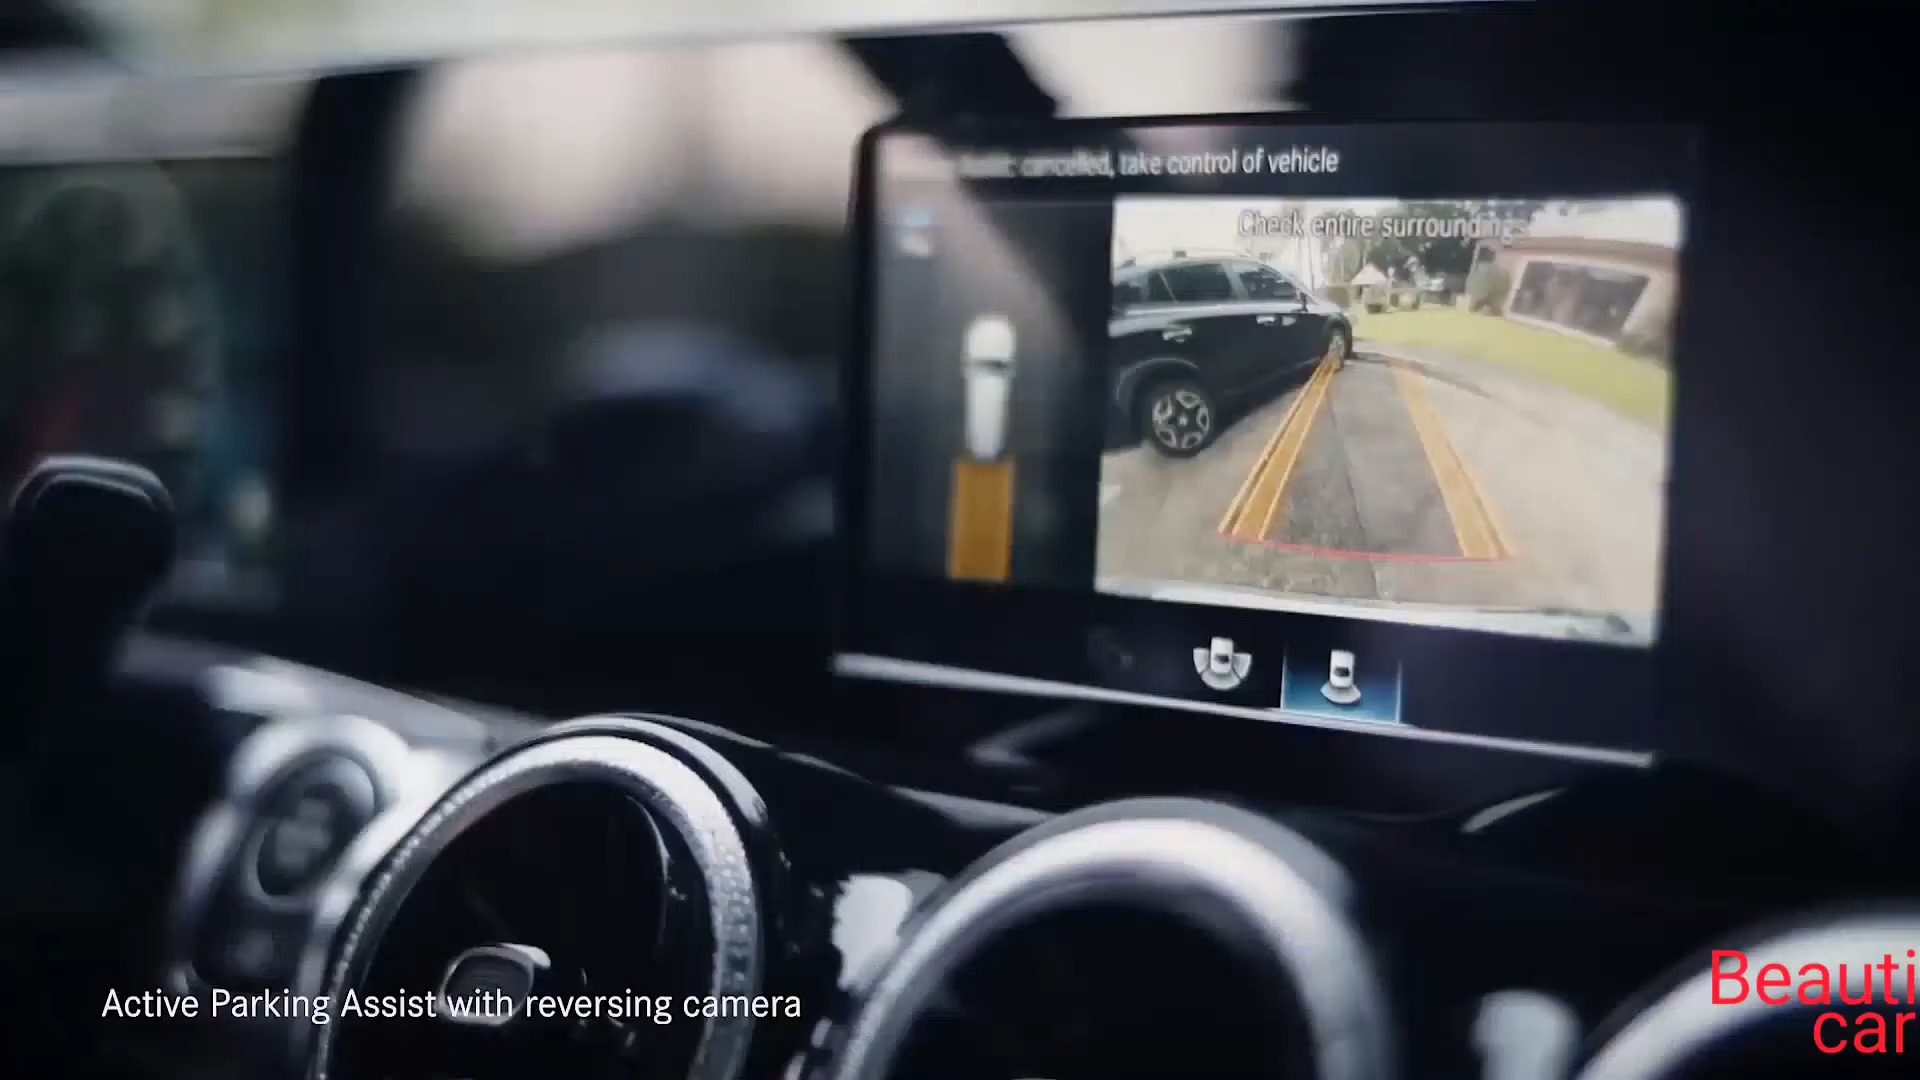 cancelled, take control of vehicle
Check entire surroundings
Active Parking Assist with reversing camera
Beauti
car